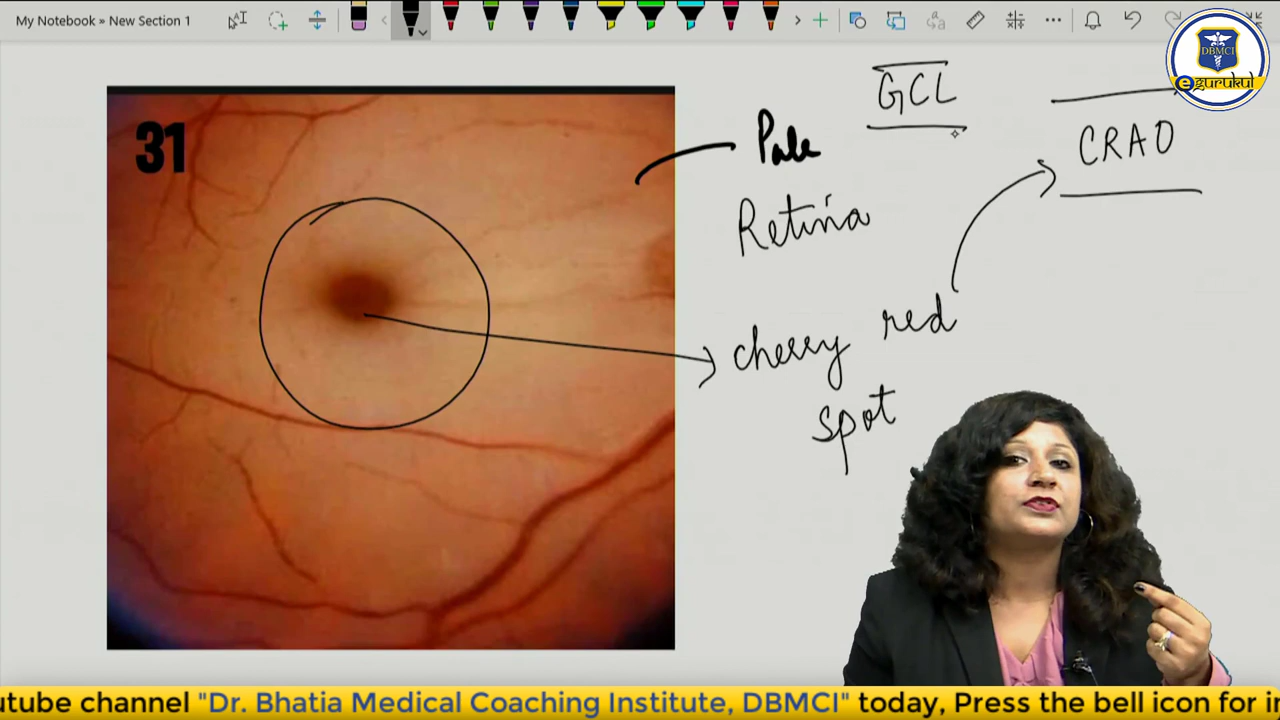 My Notebook » New Section 1
DBMCI
egurukul
31
GCL
Pale
CRAO
Retina
cherry red
spot
utube channel "Dr. Bhatia Medical Coaching Institute, DBMCI" today, Press the bell icon for i